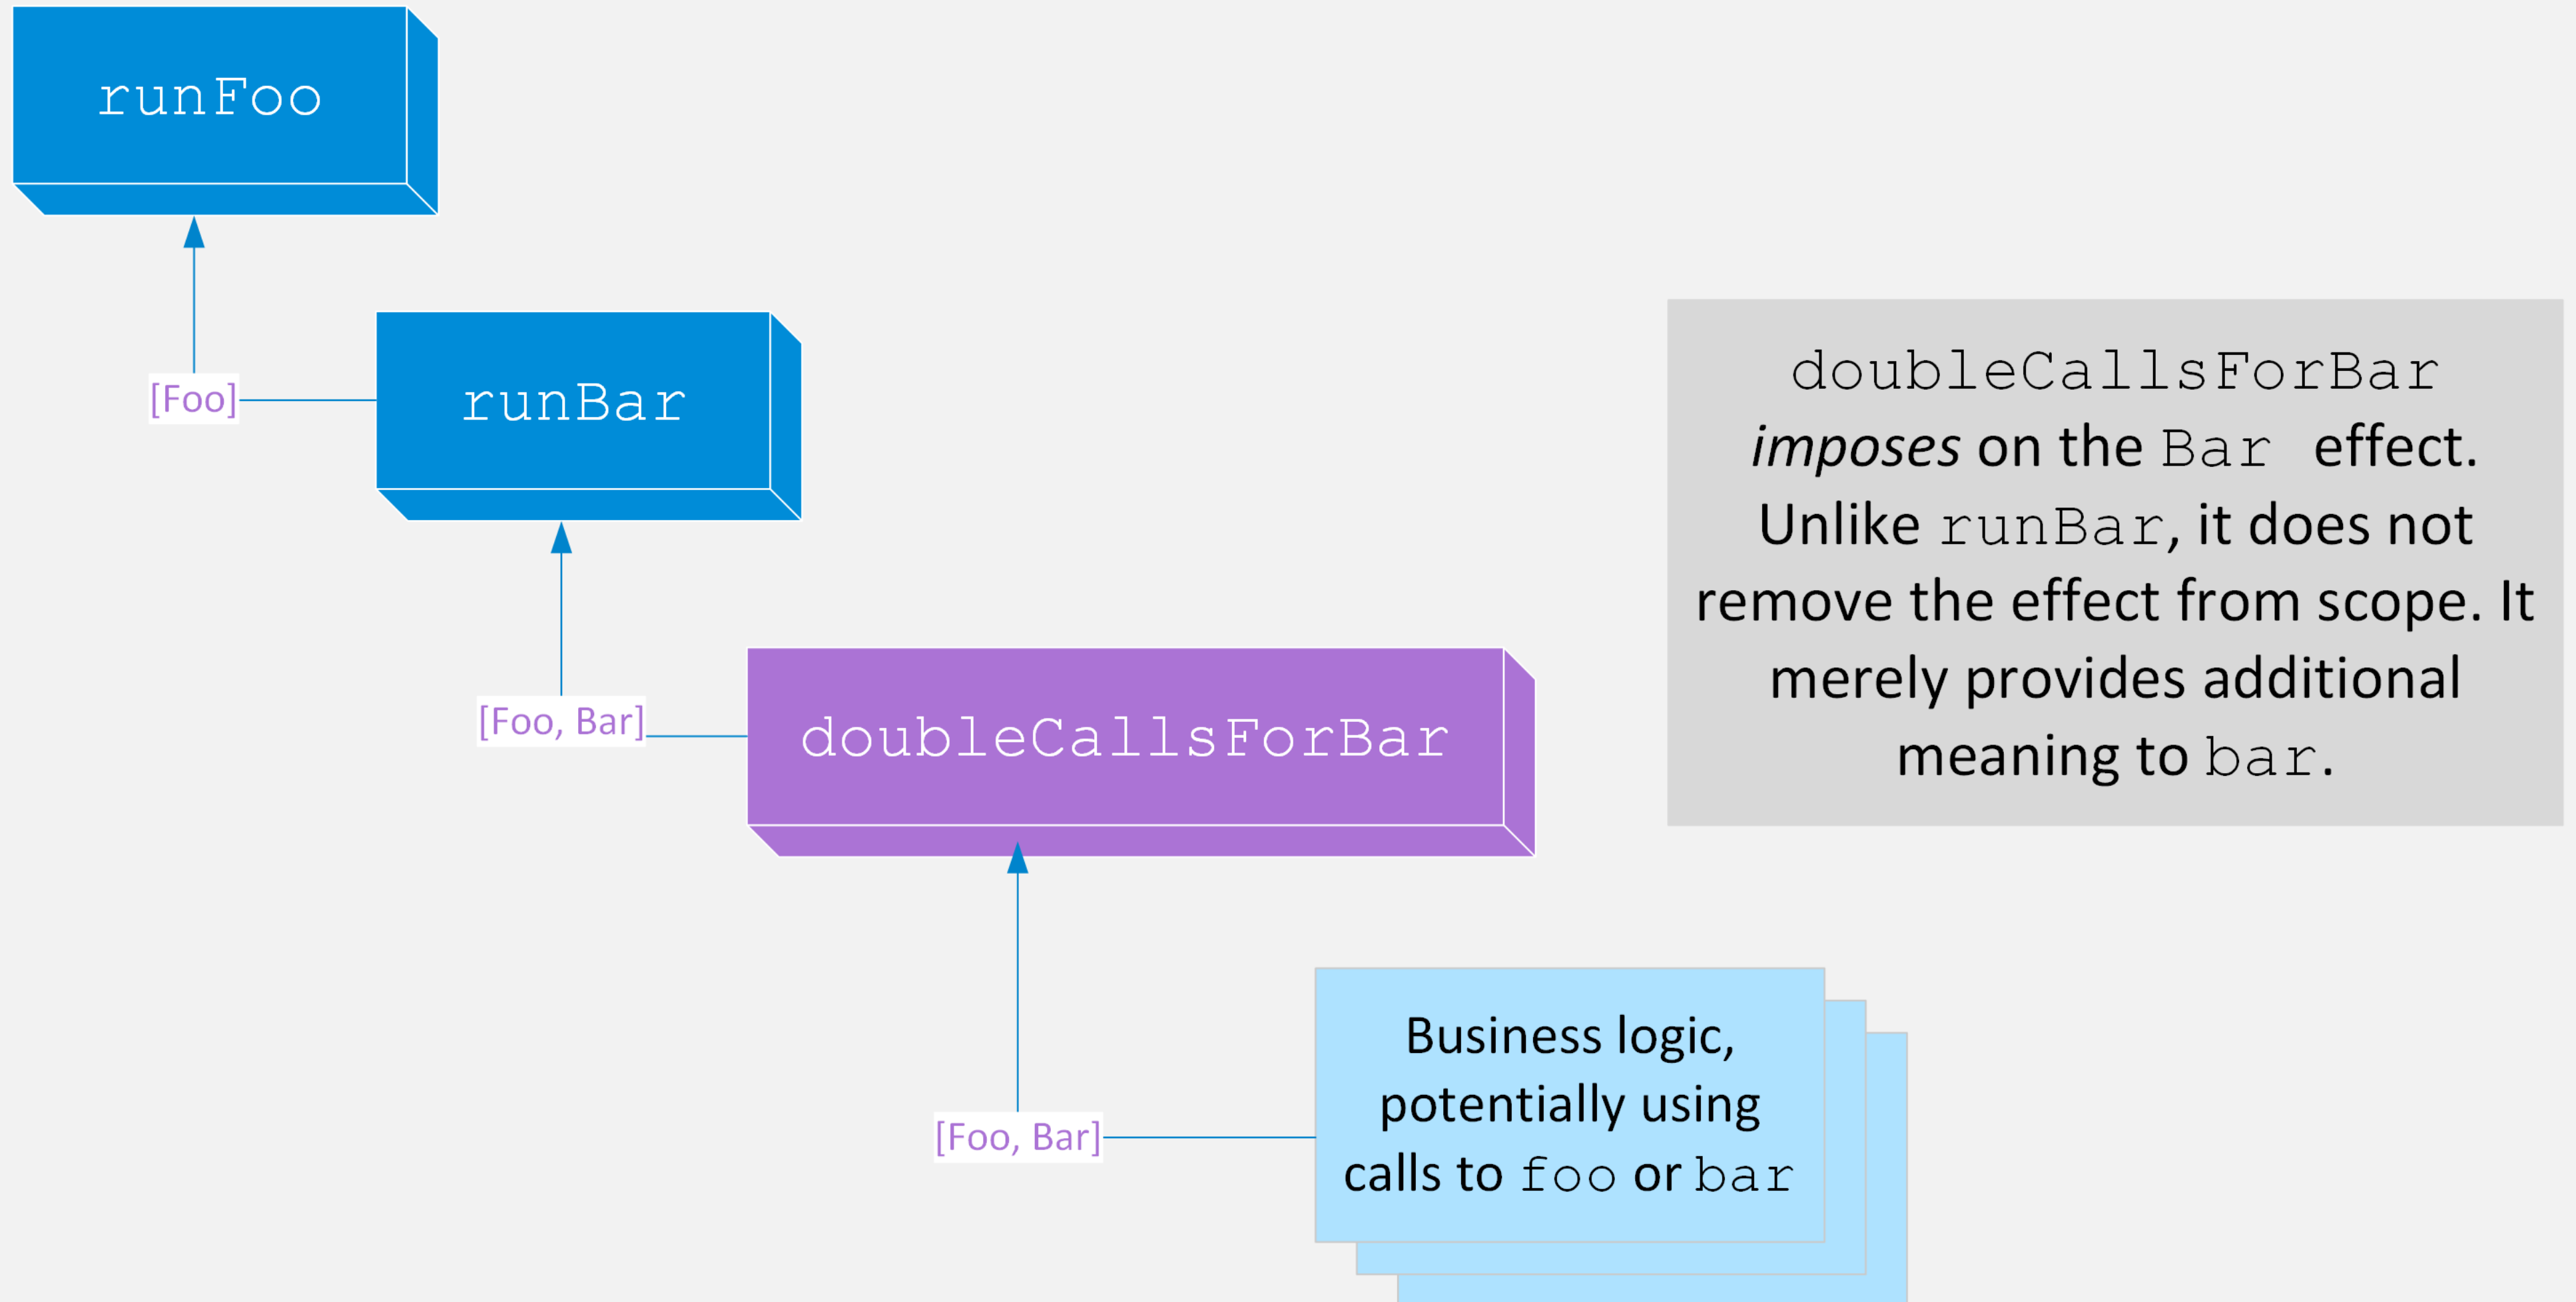 runFoo
[Foo]
runBar
[Foo, Bar]
doubleCallsForBar
doubleCallsForBar
imposes on the Bar effect.
Unlike runBar, it does not
remove the effect from scope. It
merely provides additional
meaning to bar.
[Foo, Bar]
Business logic,
potentially using
calls to foo or bar